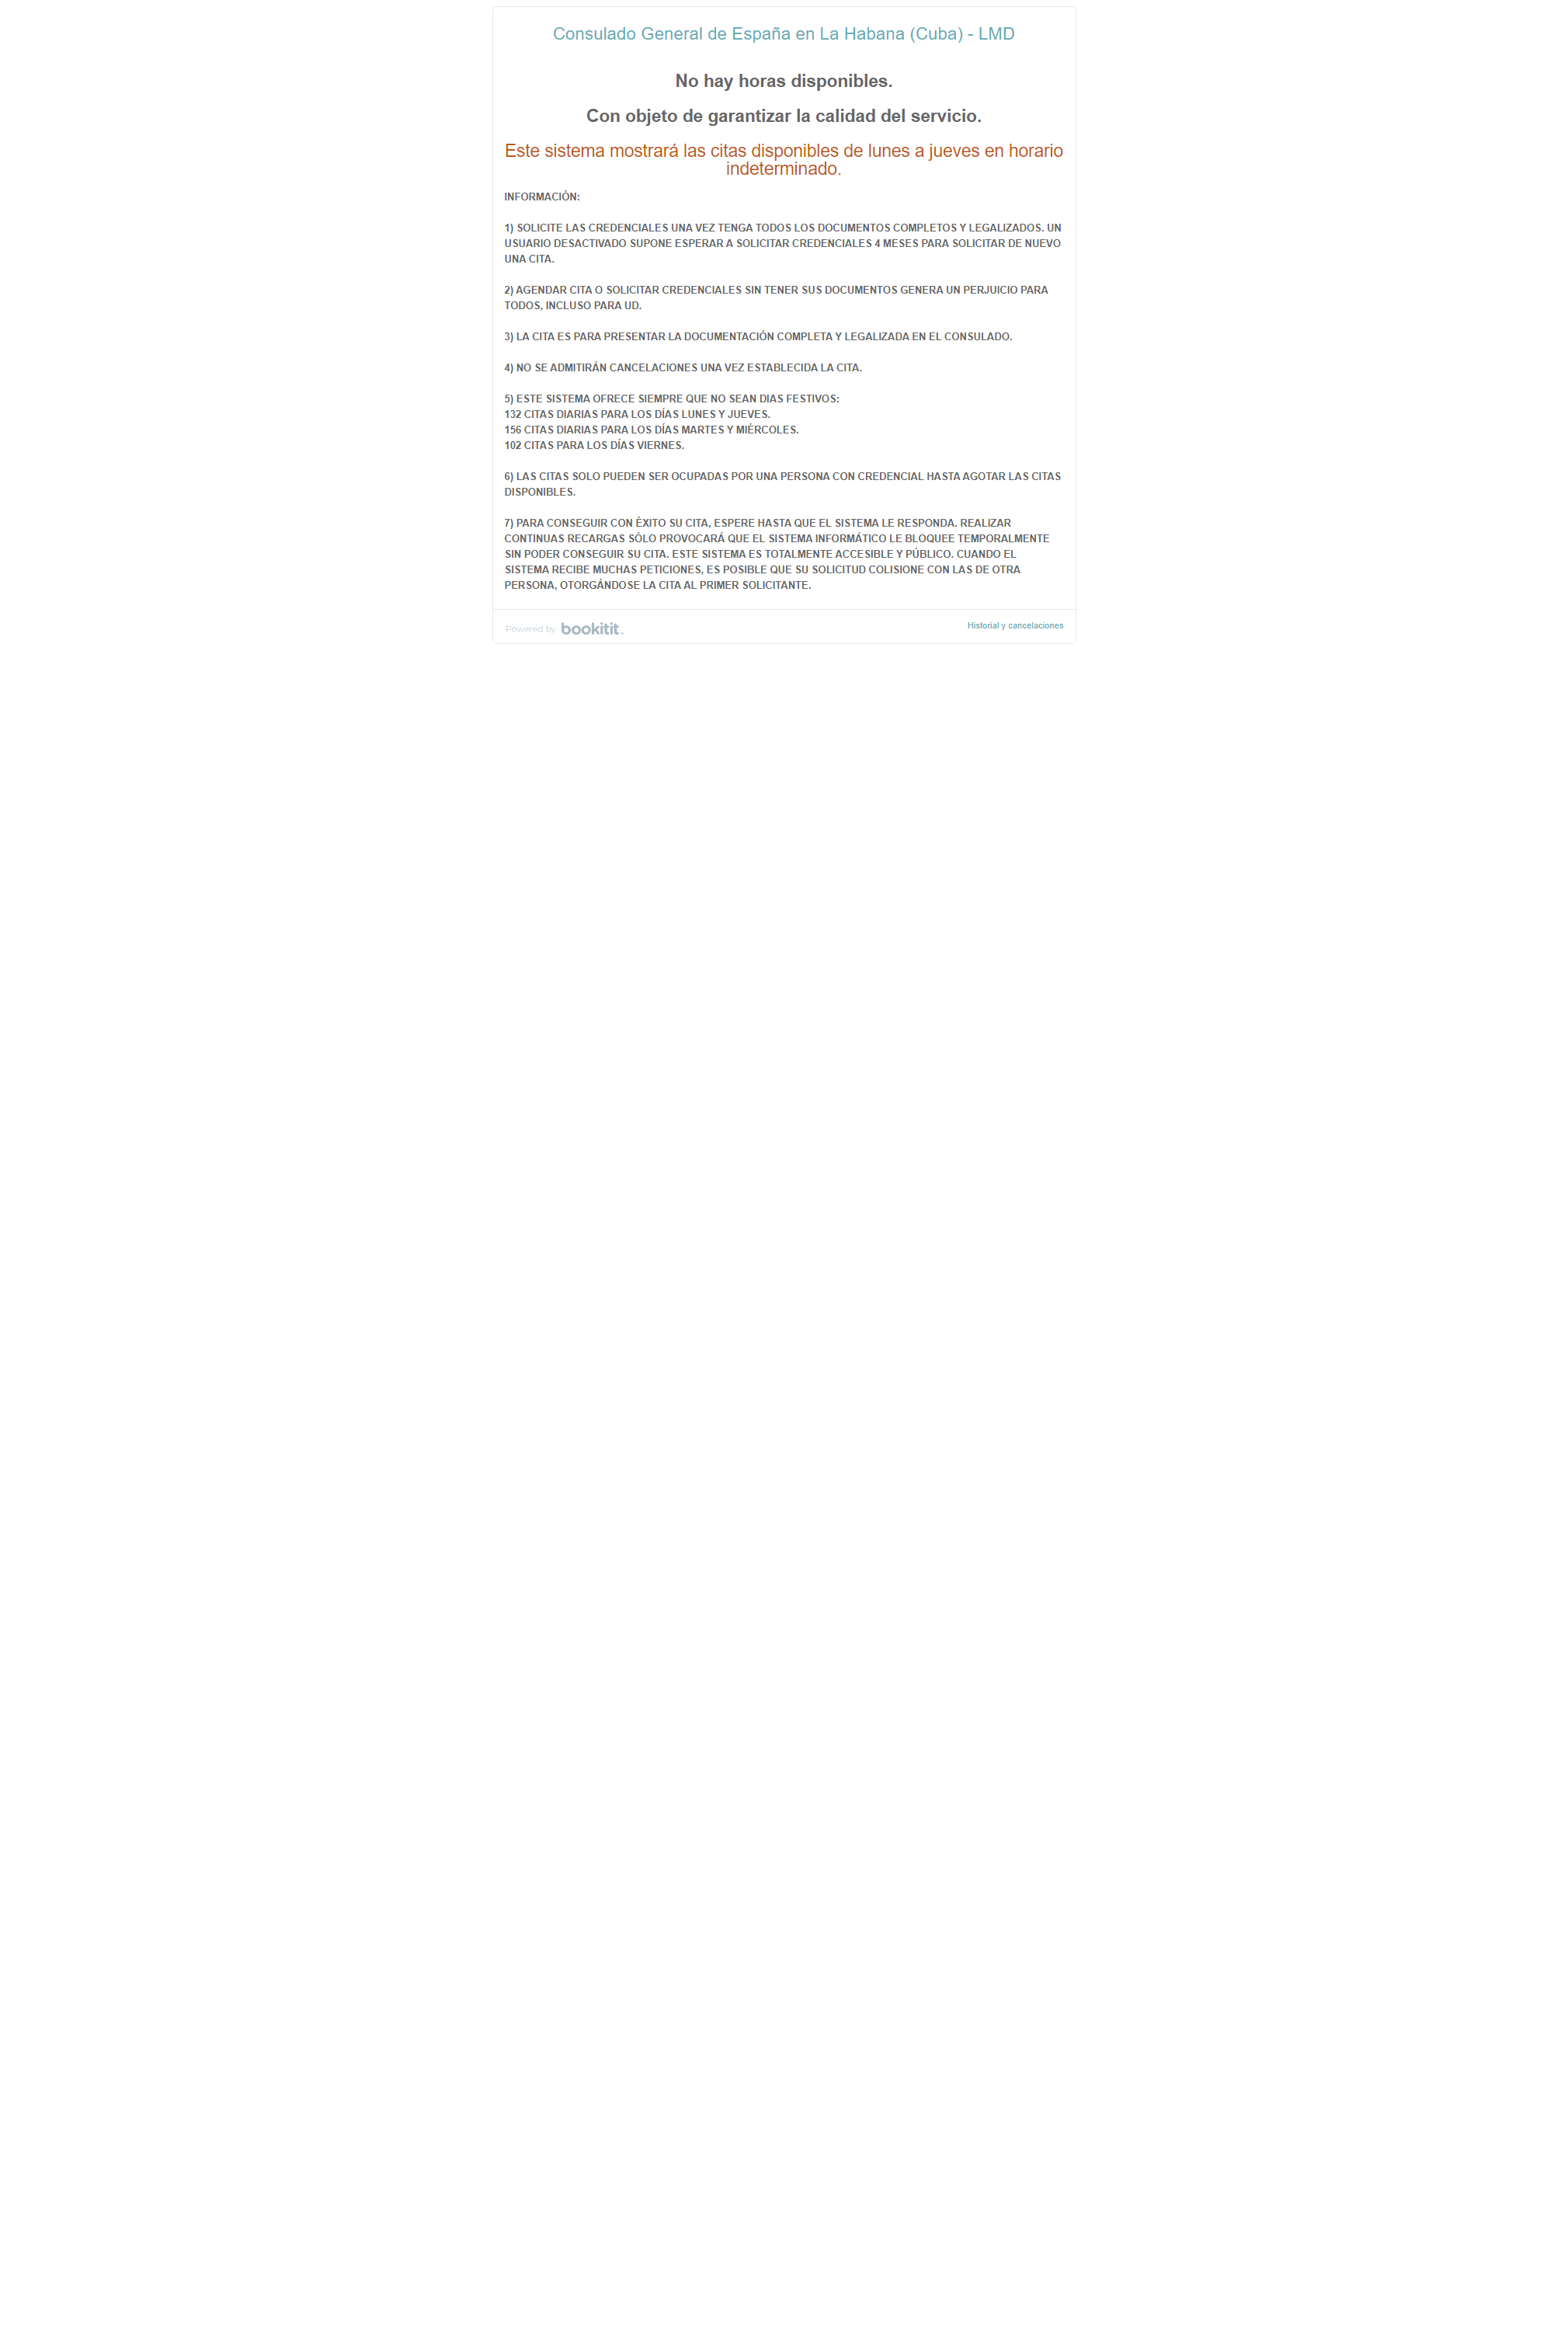 Consulado General de España en La Habana (Cuba) - LMD
No hay horas disponibles.
Con objeto de garantizar la calidad del servicio.
Este sistema mostrará las citas disponibles de lunes a jueves en horario
indeterminado.
INFORMACIÓN:
1) SOLICITE LAS CREDENCIALES UNA VEZ TENGA TODOS LOS DOCUMENTOS COMPLETOS Y LEGALIZADOS. UN
USUARIO DESACTIVADO SUPONE ESPERAR A SOLICITAR CREDENCIALES 4 MESES PARA SOLICITAR DE NUEVO
UNA CITA.
2) AGENDAR CITA O SOLICITAR CREDENCIALES SIN TENER SUS DOCUMENTOS GENERA UN PERJUICIO PARA
TODOS, INCLUSO PARA UD.
3) LA CITA ES PARA PRESENTAR LA DOCUMENTACIÓN COMPLETA Y LEGALIZADA EN EL CONSULADO.
4) NO SE ADMITIRÁN CANCELACIONES UNA VEZ ESTABLECIDA LA CITA.
5) ESTE SISTEMA OFRECE SIEMPRE QUE NO SEAN DIAS FESTIVOS:
132 CITAS DIARIAS PARA LOS DÍAS LUNES Y JUEVES.
156 CITAS DIARIAS PARA LOS DÍAS MARTES Y MIÉRCOLES.
102 CITAS PARA LOS DÍAS VIERNES.
6) LAS CITAS SOLO PUEDEN SER OCUPADAS POR UNA PERSONA CON CREDENCIAL HASTA AGOTAR LAS CITAS
DISPONIBLES.
7) PARA CONSEGUIR CON ÉXITO SU CITA, ESPERE HASTA QUE EL SISTEMA LE RESPONDA. REALIZAR
CONTINUAS RECARGAS SÓLO PROVOCARÁ QUE EL SISTEMA INFORMÁTICO LE BLOQUEE TEMPORALMENTE
SIN PODER CONSEGUIR SU CITA. ESTE SISTEMA ES TOTALMENTE ACCESIBLE Y PÚBLICO. CUANDO EL
SISTEMA RECIBE MUCHAS PETICIONES, ES POSIBLE QUE SU SOLICITUD COLISIONE CON LAS DE OTRA
PERSONA, OTORGÁNDOSE LA CITA AL PRIMER SOLICITANTE.
Powered by bookitit
Historial y cancelaciones